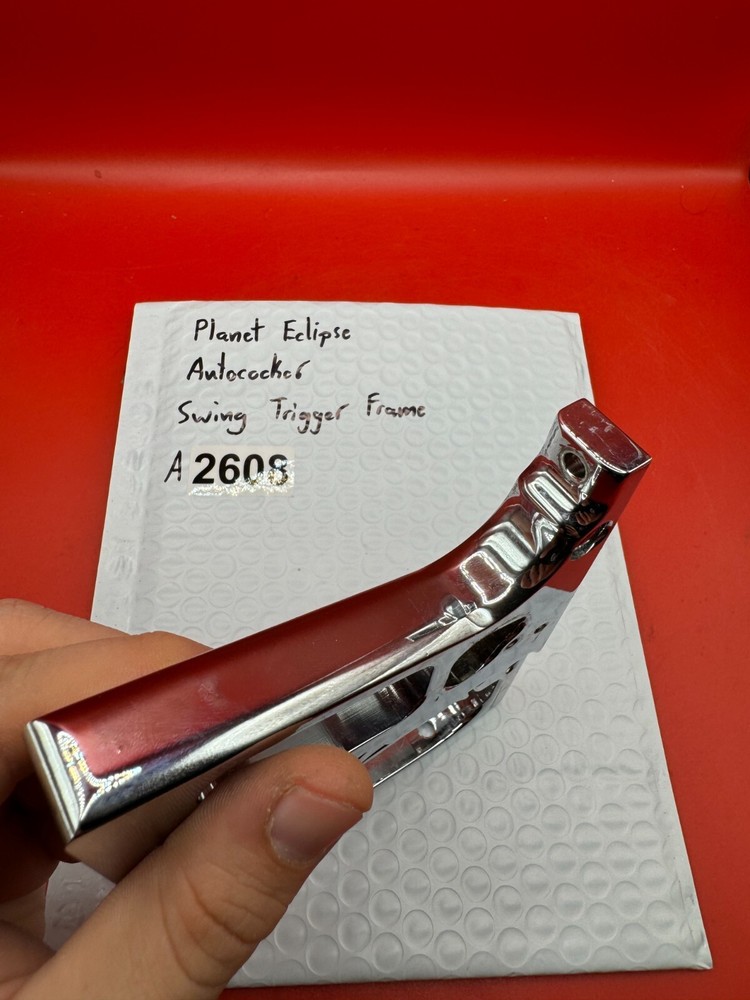 Planet Eclipse
Autococker
Swing Trigger Frame
A 2608